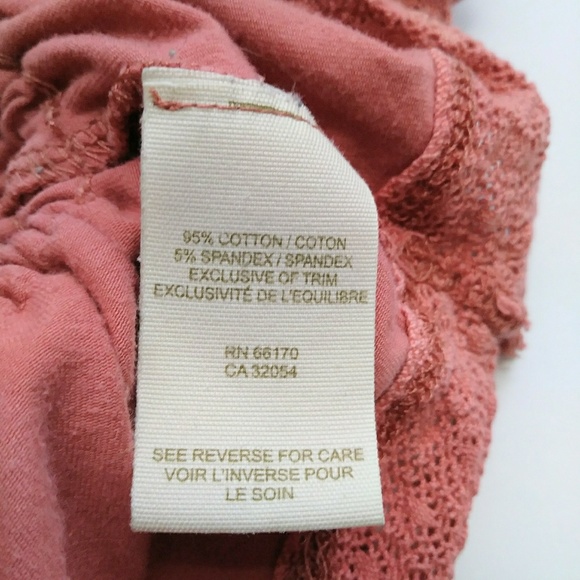 95% COTTON / COTON
5% SPANDEX / SPANDEX
EXCLUSIVE OF TRIM
EXCLUSIVITÉ DE L'EQUILIBRE
RN 66170
CA 32054
SEE REVERSE FOR CARE
VOIR L'INVERSE POUR
LE SOIN